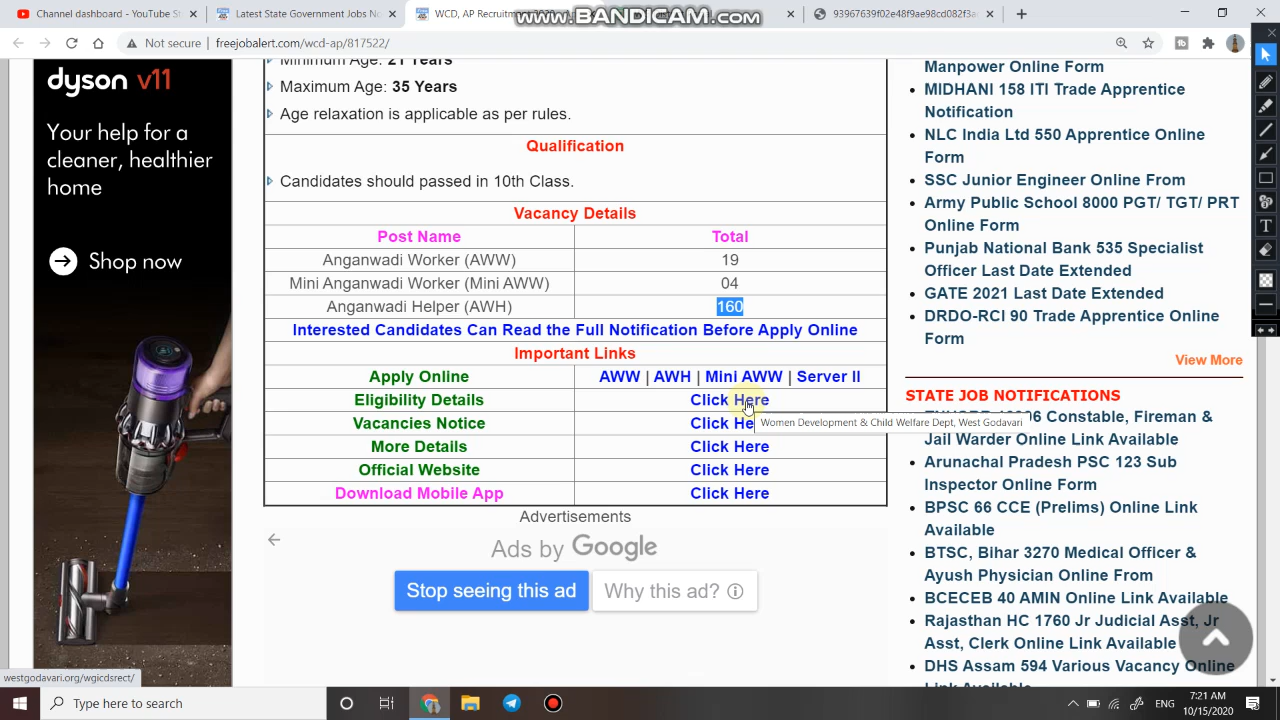 www.BANDICAM.com
Channel dashboard - YouTube St
Latest State Government Jobs No
WCD, AP Recruitment 2020
93967639f02e48f9ae98cd082f3a
Not secure | freejobalert.com/wcd-ap/817522/
dyson v11
Your help for a
cleaner, healthier
home
Shop now
Minimum Age: 21 Years
Maximum Age: 35 Years
Age relaxation is applicable as per rules.
Qualification
Candidates should passed in 10th Class.
Vacancy Details
Post Name Total
Anganwadi Worker (AWW) 19
Mini Anganwadi Worker (Mini AWW) 04
Anganwadi Helper (AWH) 160
Interested Candidates Can Read the Full Notification Before Apply Online
Important Links
Apply Online AWW | AWH | Mini AWW | Server II
Eligibility Details Click Here
Vacancies Notice Click He
Women Development & Child Welfare Dept, West Godavari
More Details Click Here
Official Website Click Here
Download Mobile App Click Here
Advertisements
Ads by Google
Stop seeing this ad
Why this ad?
Manpower Online Form
MIDHANI 158 ITI Trade Apprentice
Notification
NLC India Ltd 550 Apprentice Online
Form
SSC Junior Engineer Online From
Army Public School 8000 PGT/ TGT/ PRT
Online Form
Punjab National Bank 535 Specialist
Officer Last Date Extended
GATE 2021 Last Date Extended
DRDO-RCI 90 Trade Apprentice Online
Form
View More
STATE JOB NOTIFICATIONS
Constable, Fireman &
Jail Warder Online Link Available
Arunachal Pradesh PSC 123 Sub
Inspector Online Form
BPSC 66 CCE (Prelims) Online Link
Available
BTSC, Bihar 3270 Medical Officer &
Ayush Physician Online From
BCECEB 40 AMIN Online Link Available
Rajasthan HC 1760 Jr Judicial Asst, Jr
Asst, Clerk Online Link Available
DHS Assam 594 Various Vacancy Online
Link Available
westgodavari.org/wgicdsrect/
Type here to search
ENG
7:21 AM
10/15/2020